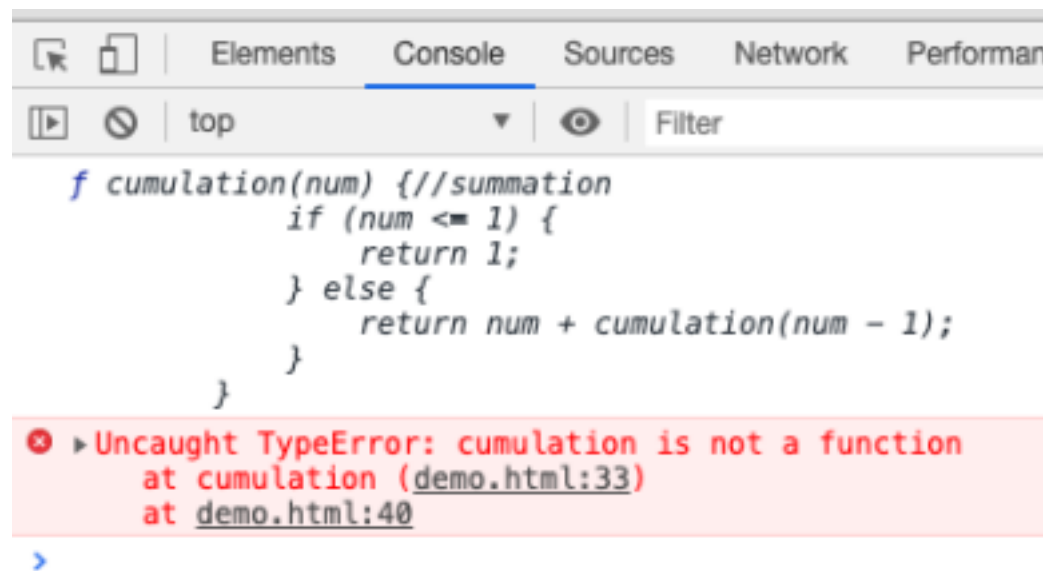 Elements Console Sources Network Performan
top Filter
ƒ cumulation(num) {//summation
if (num <= 1) {
return 1;
} else {
return num + cumulation(num - 1);
}
}
Uncaught TypeError: cumulation is not a function
at cumulation (demo.html:33)
at demo.html:40